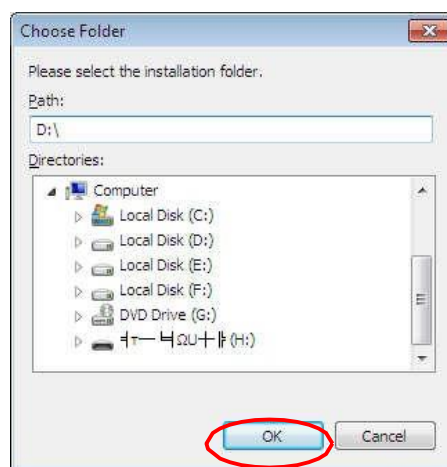 Choose Folder
Please select the installation folder.
Path:
D:\
Directories:
Computer
Local Disk (C:)
Local Disk (D:)
Local Disk (E:)
Local Disk (F:)
DVD Drive (G:)
(H:)
OK
Cancel